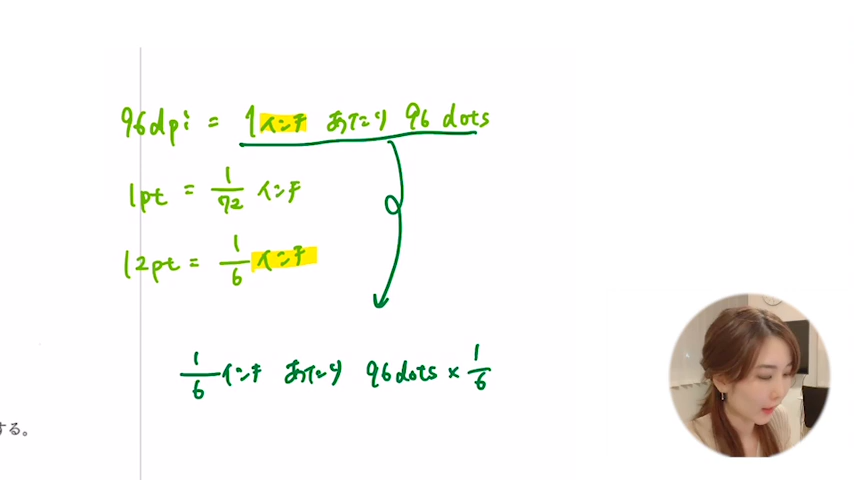 96dpi = 1インチ あたり 96 dots
1pt = 1/72 インチ
12pt = 1/6 インチ
1/6 インチ あたり 96dots × 1/6
する。